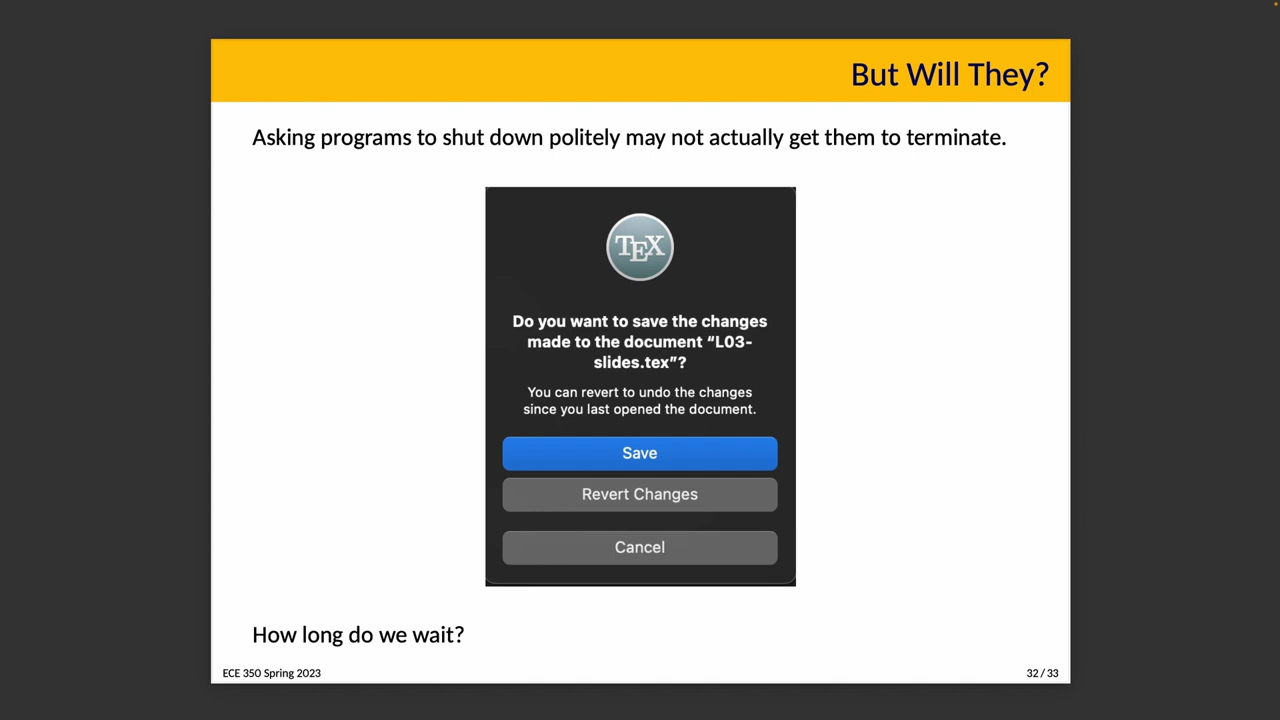 But Will They?
Asking programs to shut down politely may not actually get them to terminate.
TEX
Do you want to save the changes
made to the document “L03-
slides.tex”?
You can revert to undo the changes
since you last opened the document.
Save
Revert Changes
Cancel
How long do we wait?
ECE 350 Spring 2023
32 / 33